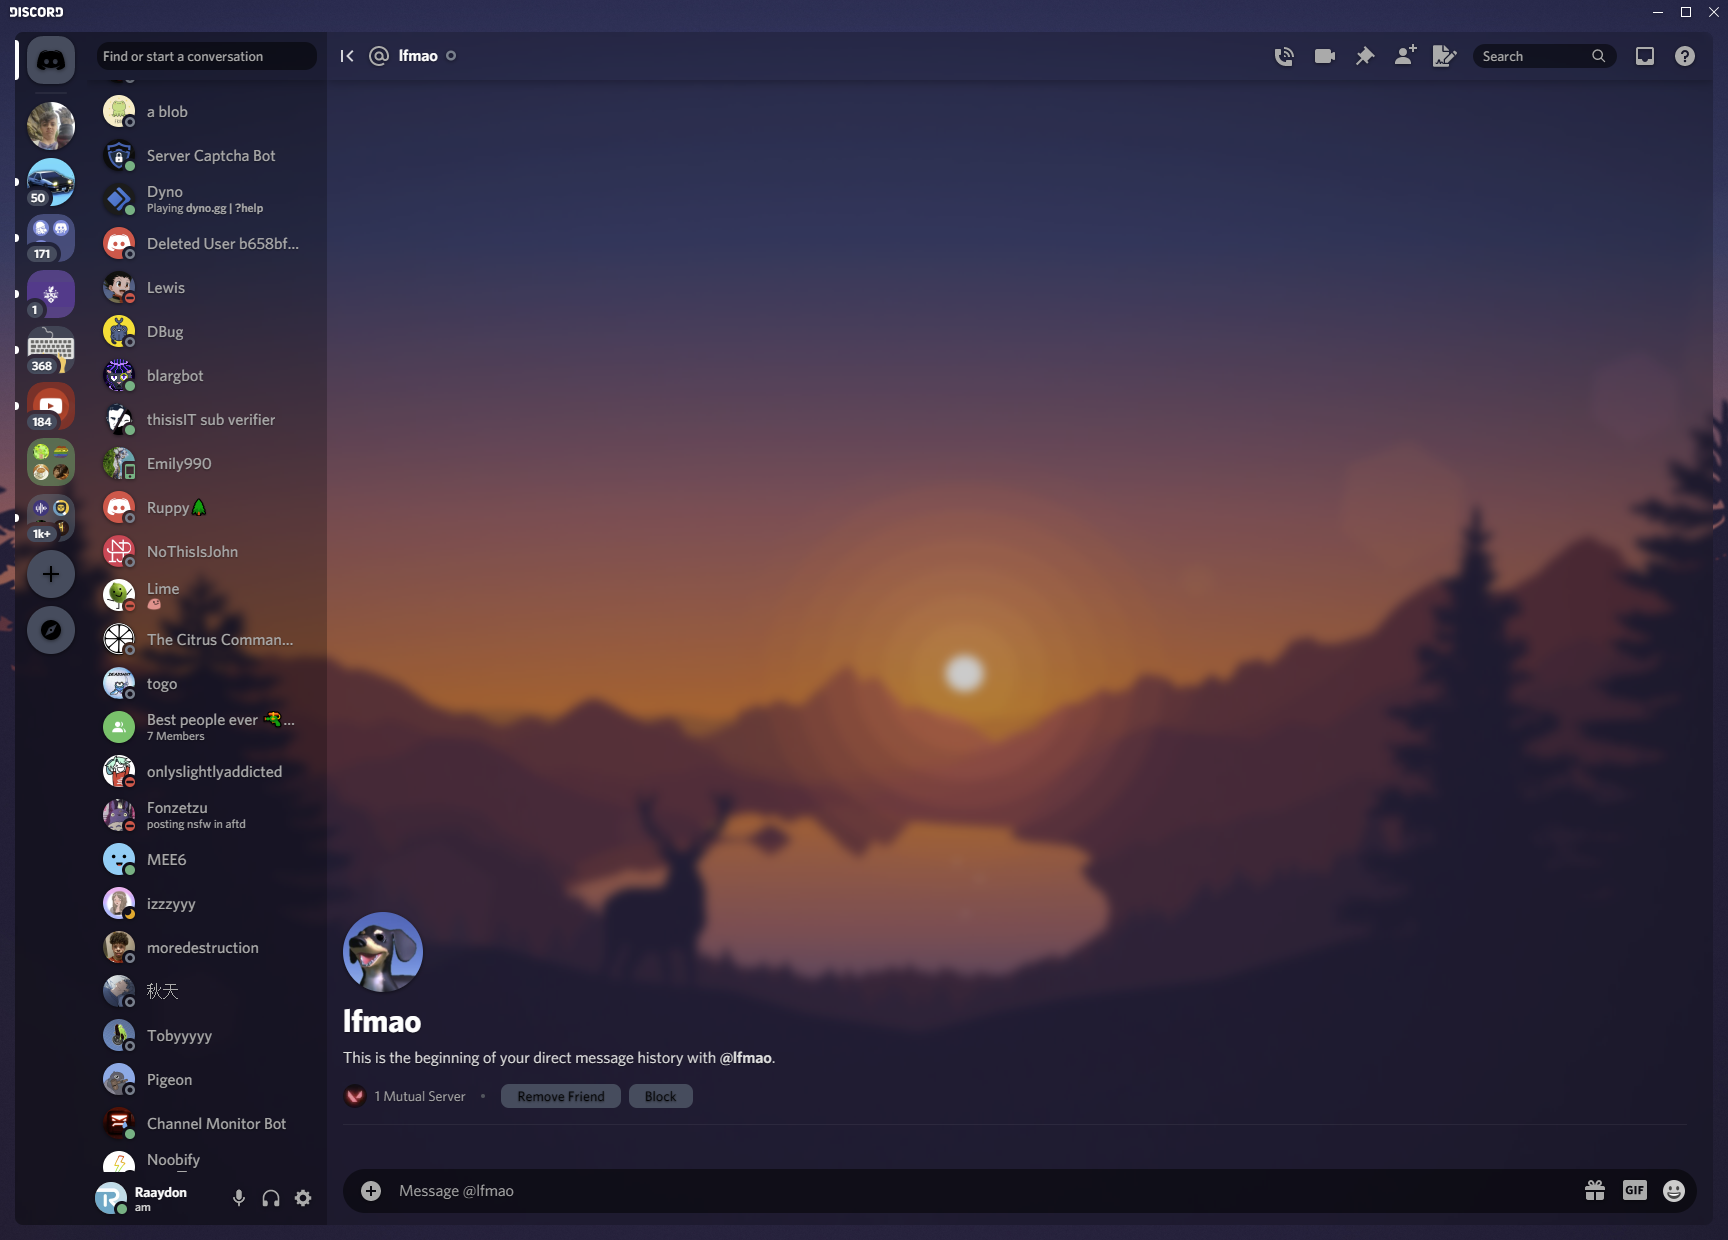 DISCORD
Find or start a conversation
lfmao
Search
a blob
Server Captcha Bot
Dyno
Playing dyno.gg | ?help
50
Deleted User b658bf...
171
Lewis
1
DBug
368
blargbot
184
thisisIT sub verifier
Emily990
Ruppy
1k+
NoThisIsJohn
Lime
The Citrus Comman...
togo
Best people ever ...
7 Members
onlyslightlyaddicted
Fonzetzu
posting nsfw in aftd
MEE6
izzzyyy
moredestruction
秋天
Tobyyyyy
Pigeon
Channel Monitor Bot
Noobify
Raaydon
am
lfmao
This is the beginning of your direct message history with @lfmao.
1 Mutual Server
Remove Friend
Block
Message @lfmao
GIF